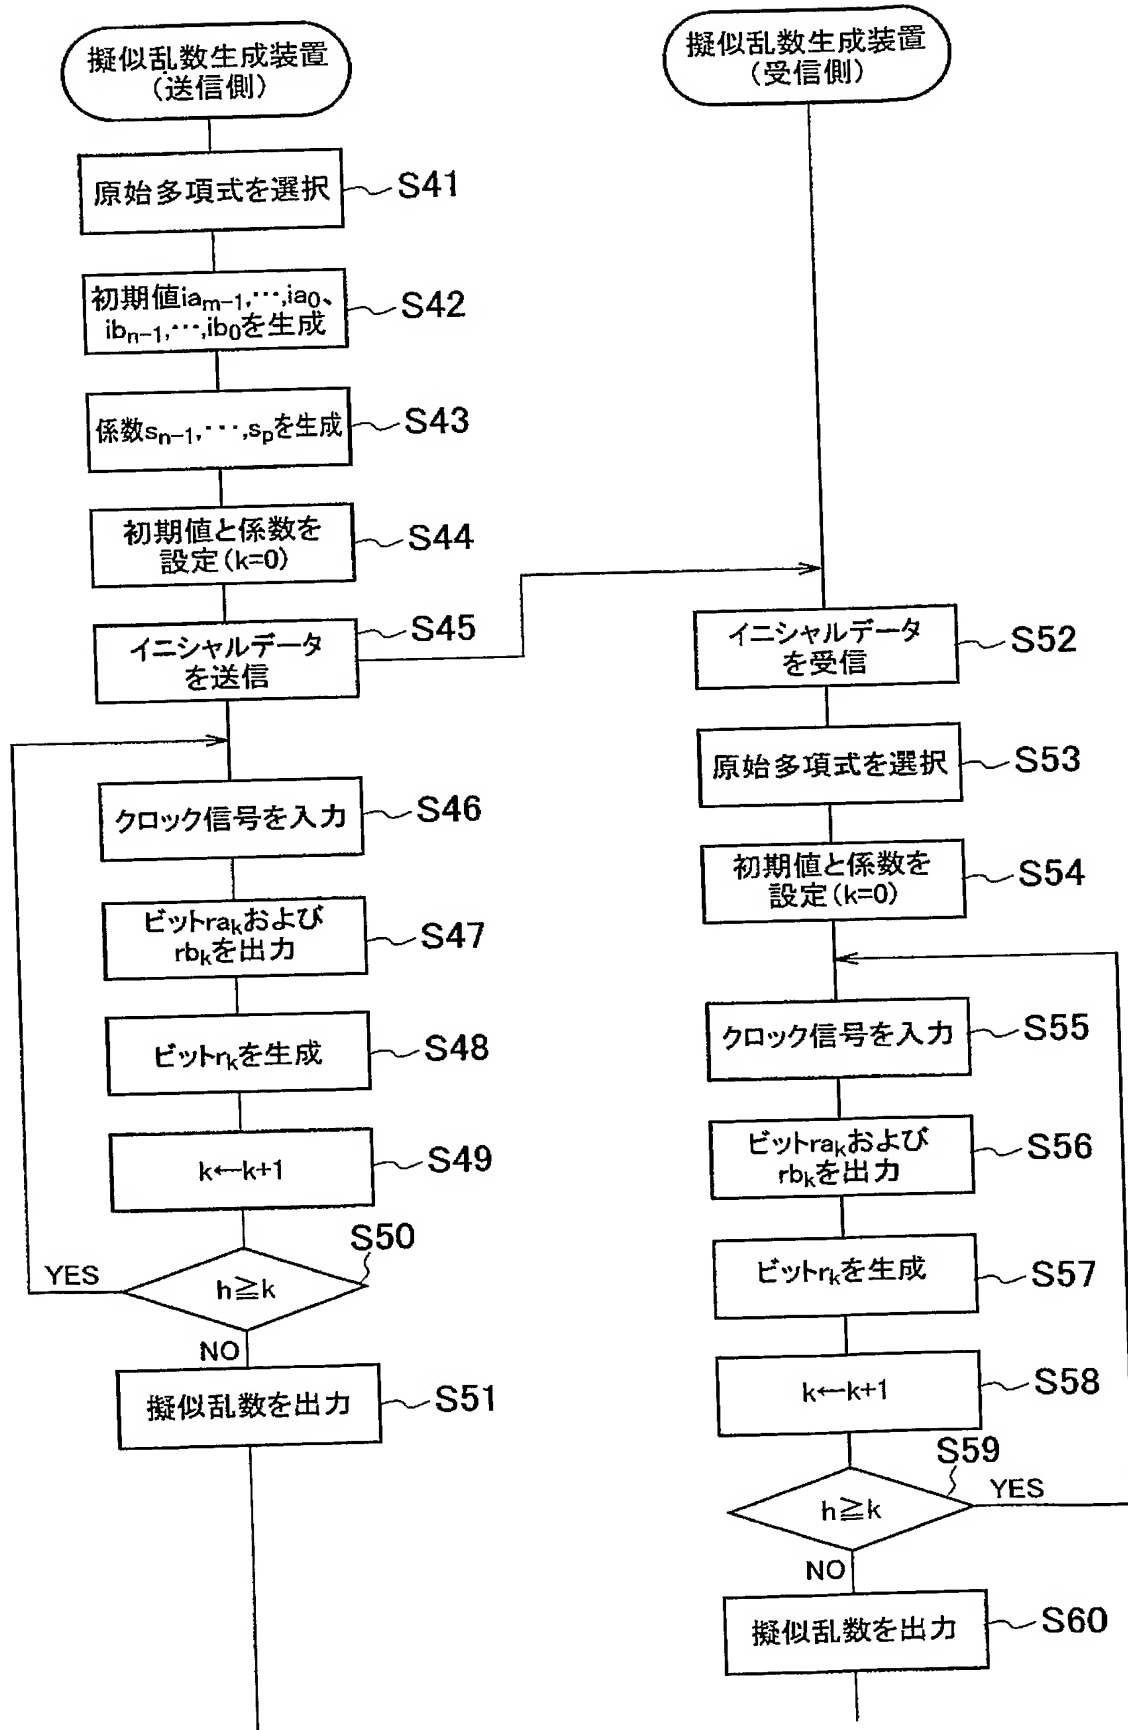 擬似乱数生成装置
(送信側)
原始多項式を選択
S41
初期値ia_{m-1},···,ia_0、
ib_{n-1},···,ib_0を生成
S42
係数s_{n-1},···,s_pを生成
S43
初期値と係数を
設定(k=0)
S44
イニシャルデータ
を送信
S45
クロック信号を入力
S46
ビットra_kおよび
rb_kを出力
S47
ビットr_kを生成
S48
k←k+1
S49
S50
h≧k
YES
NO
擬似乱数を出力
S51
擬似乱数生成装置
(受信側)
イニシャルデータ
を受信
S52
原始多項式を選択
S53
初期値と係数を
設定(k=0)
S54
クロック信号を入力
S55
ビットra_kおよび
rb_kを出力
S56
ビットr_kを生成
S57
k←k+1
S58
S59
h≧k
YES
NO
擬似乱数を出力
S60